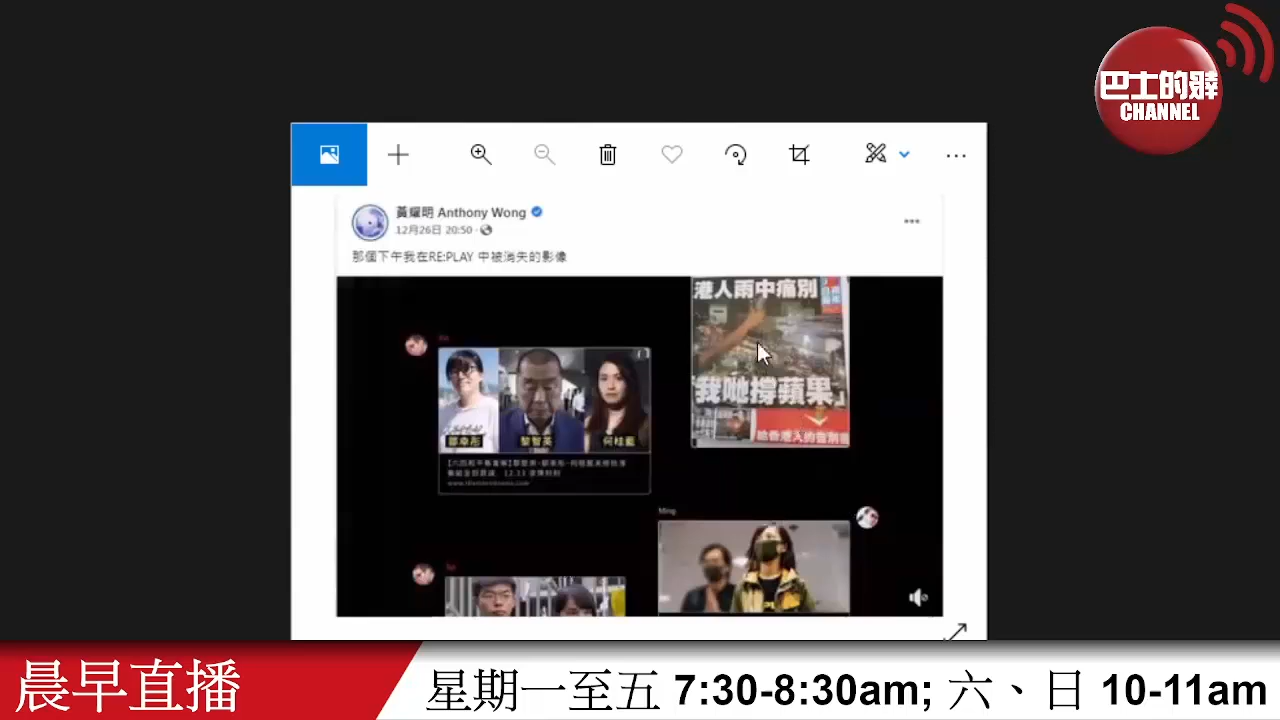 巴士的報
CHANNEL
黃耀明 Anthony Wong
12月26日 20:50
那個下午我在RE:PLAY 中被消失的影像
港人雨中痛別
「我哋撐蘋果」
鄒幸彤
黎智英
何桂藍
Ming
晨早直播
星期一至五 7:30-8:30am; 六、日 10-11am